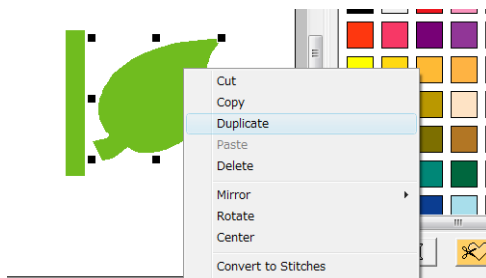 Cut
Copy
Duplicate
Paste
Delete
Mirror
Rotate
Center
Convert to Stitches